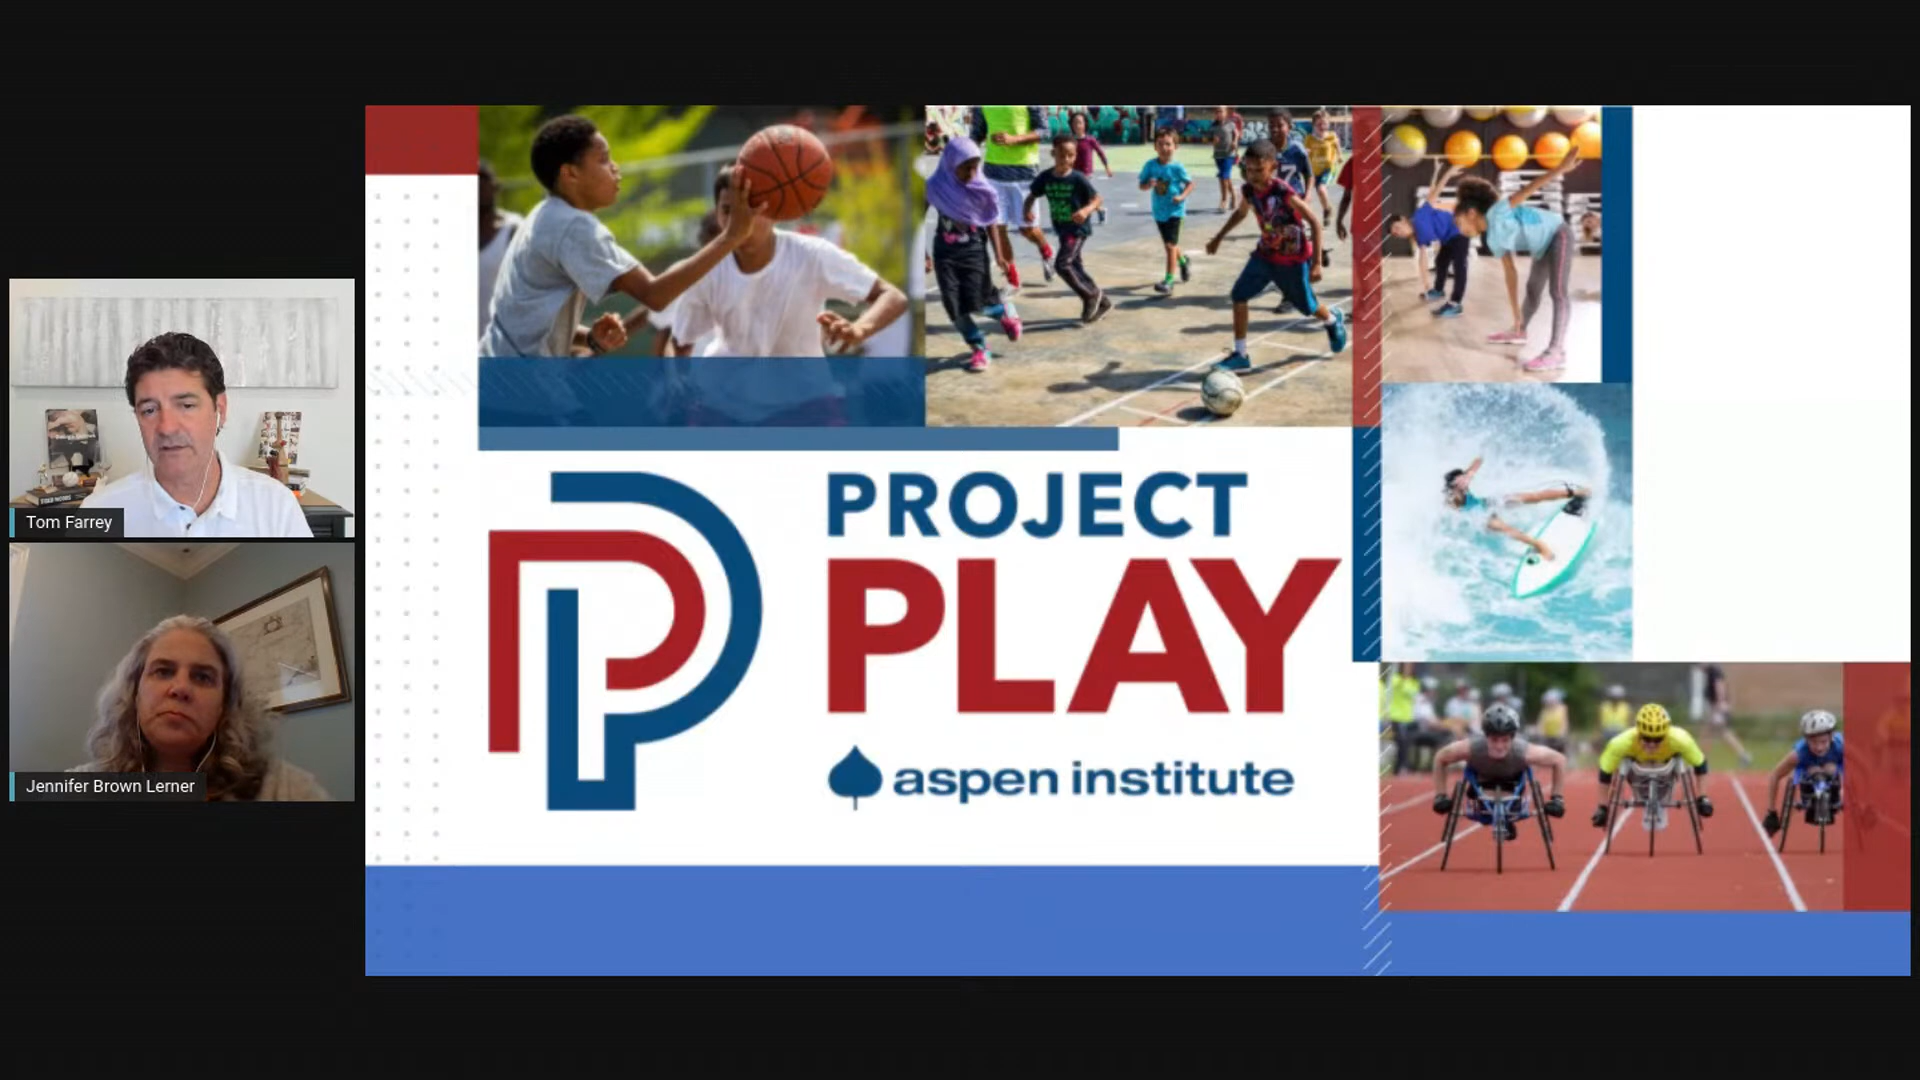 Tom Farrey
Jennifer Brown Lerner
PROJECT
PLAY
aspen institute